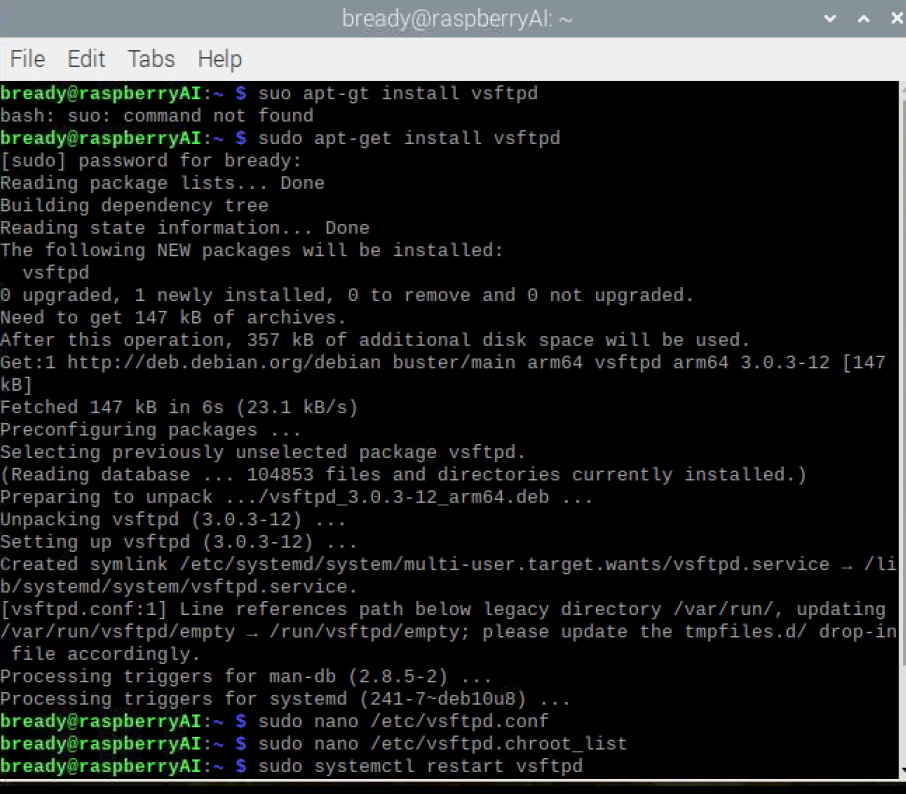 bready@raspberryAI: ~
File Edit Tabs Help
bready@raspberryAI:~ $ suo apt-gt install vsftpd
bash: suo: command not found
bready@raspberryAI:~ $ sudo apt-get install vsftpd
[sudo] password for bready:
Reading package lists... Done
Building dependency tree
Reading state information... Done
The following NEW packages will be installed:
  vsftpd
0 upgraded, 1 newly installed, 0 to remove and 0 not upgraded.
Need to get 147 kB of archives.
After this operation, 357 kB of additional disk space will be used.
Get:1 http://deb.debian.org/debian buster/main arm64 vsftpd arm64 3.0.3-12 [147
kB]
Fetched 147 kB in 6s (23.1 kB/s)
Preconfiguring packages ...
Selecting previously unselected package vsftpd.
(Reading database ... 104853 files and directories currently installed.)
Preparing to unpack .../vsftpd_3.0.3-12_arm64.deb ...
Unpacking vsftpd (3.0.3-12) ...
Setting up vsftpd (3.0.3-12) ...
Created symlink /etc/systemd/system/multi-user.target.wants/vsftpd.service → /li
b/systemd/system/vsftpd.service.
[vsftpd.conf:1] Line references path below legacy directory /var/run/, updating
/var/run/vsftpd/empty → /run/vsftpd/empty; please update the tmpfiles.d/ drop-in
 file accordingly.
Processing triggers for man-db (2.8.5-2) ...
Processing triggers for systemd (241-7~deb10u8) ...
bready@raspberryAI:~ $ sudo nano /etc/vsftpd.conf
bready@raspberryAI:~ $ sudo nano /etc/vsftpd.chroot_list
bready@raspberryAI:~ $ sudo systemctl restart vsftpd